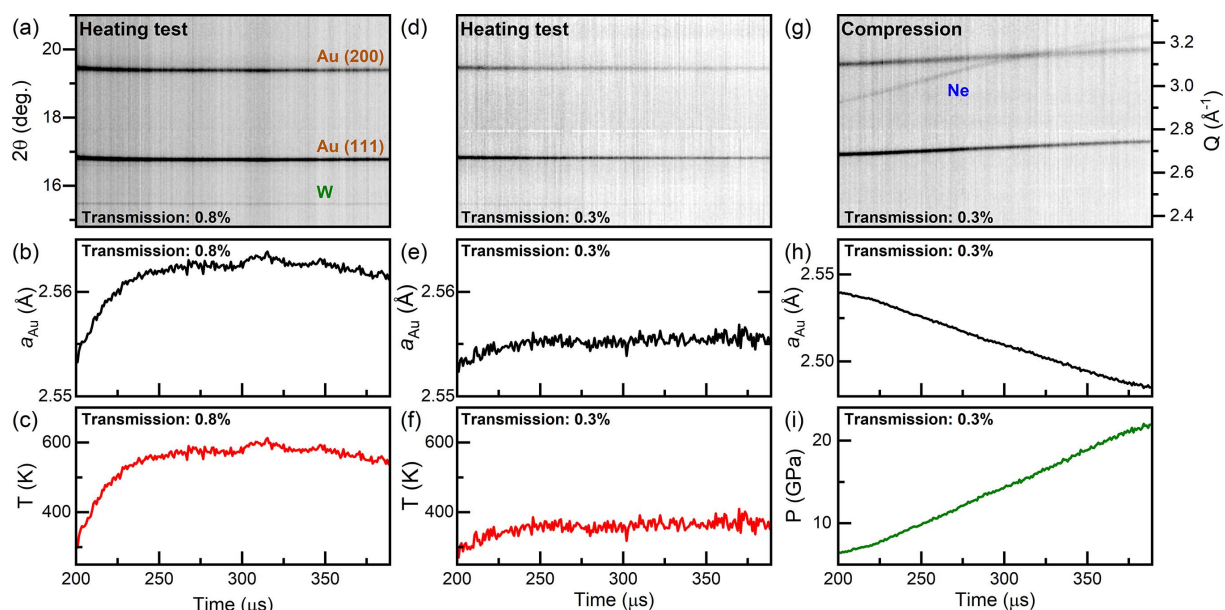 (a) Heating test
20
18
16
2θ (deg.)
Au (200)
Au (111)
W
Transmission: 0.8%
(d) Heating test
Transmission: 0.3%
(g) Compression
Ne
Transmission: 0.3%
3.2
3.0
2.8
2.6
2.4
Q (Å⁻¹)
(b) Transmission: 0.8%
2.56
2.55
aAu (Å)
(e) Transmission: 0.3%
2.56
2.55
aAu (Å)
(h) Transmission: 0.3%
2.55
2.50
aAu (Å)
(c) Transmission: 0.8%
600
400
T (K)
200 250 300 350
Time (μs)
(f) Transmission: 0.3%
600
400
T (K)
200 250 300 350
Time (μs)
(i) Transmission: 0.3%
20
10
P (GPa)
200 250 300 350
Time (μs)